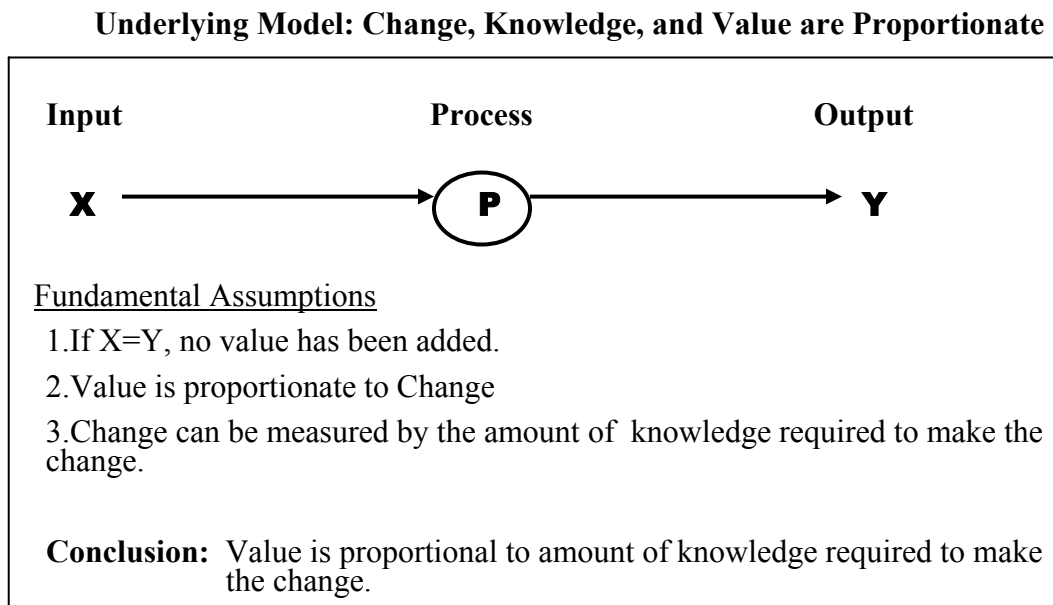 Underlying Model: Change, Knowledge, and Value are Proportionate
Input Process Output
X P Y
Fundamental Assumptions
1.If X=Y, no value has been added.
2.Value is proportionate to Change
3.Change can be measured by the amount of knowledge required to make the
change.
Conclusion: Value is proportional to amount of knowledge required to make
the change.